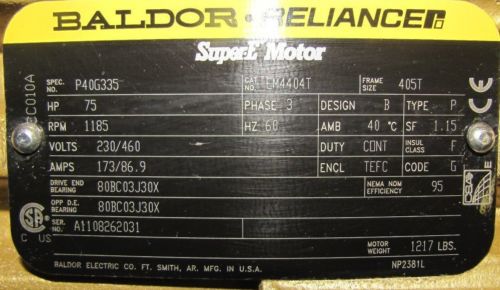 BALDOR · RELIANCE
Super-E Motor
SPEC. NO. P40G335 CAT. NO. EM4404T FRAME SIZE 405T
HP 75 PHASE 3 DESIGN B TYPE P
RPM 1185 HZ 60 AMB 40 °C SF 1.15
VOLTS 230/460 DUTY CONT INSUL CLASS F
AMPS 173/86.9 ENCL TEFC CODE G
DRIVE END BEARING 80BC03J30X NEMA NOM EFFICIENCY 95
OPP D.E. BEARING 80BC03J30X
SER. NO. A1108262031
MOTOR WEIGHT 1217 LBS.
BALDOR ELECTRIC CO. FT. SMITH, AR. MFG. IN U.S.A. NP2381L
CC010A
CE
C US
E